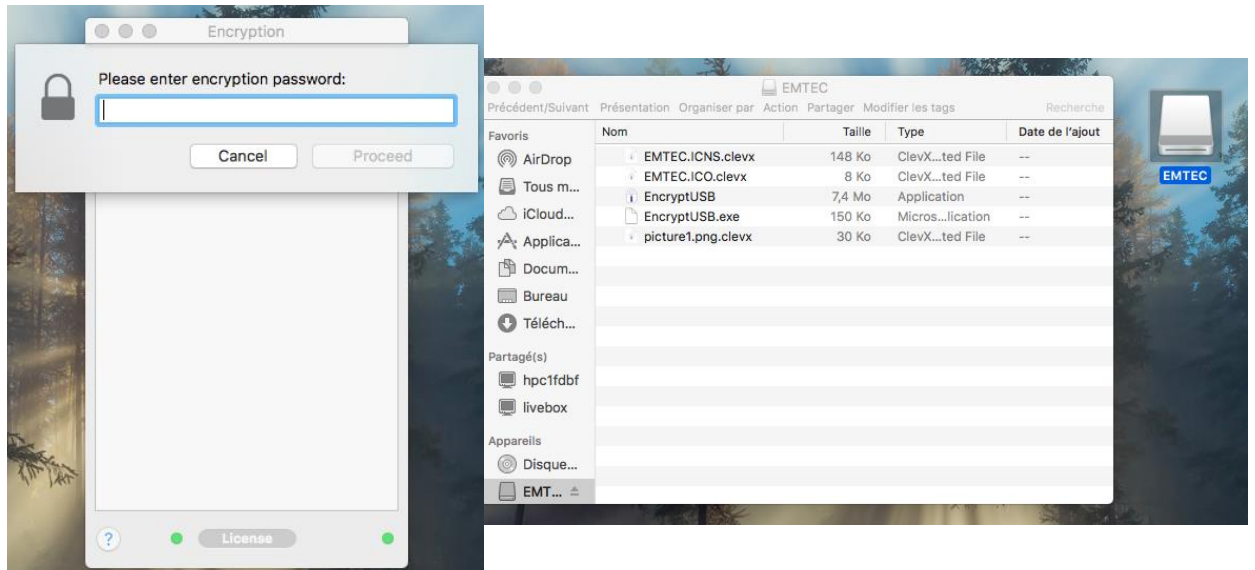 Encryption
Please enter encryption password:
Cancel
Proceed
?
License
EMTEC
Précédent/Suivant Présentation Organiser par Action Partager Modifier les tags Recherche
Favoris
AirDrop
Tous m...
iCloud...
Applica...
Docum...
Bureau
Téléch...
Partagé(s)
hpc1fdbf
livebox
Appareils
Disque...
EMT...
Nom Taille Type Date de l'ajout
EMTEC.ICNS.clevx 148 Ko ClevX...ted File --
EMTEC.ICO.clevx 8 Ko ClevX...ted File --
EncryptUSB 7,4 Mo Application --
EncryptUSB.exe 150 Ko Micros...lication --
picture1.png.clevx 30 Ko ClevX...ted File --
EMTEC